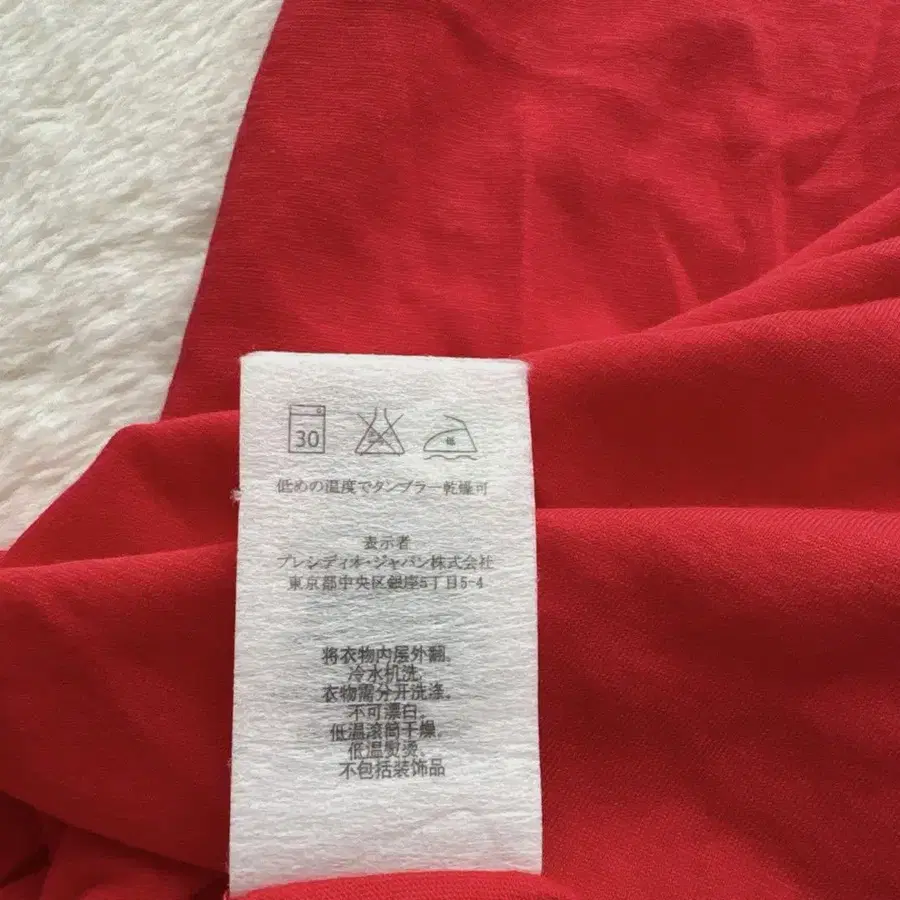 30
低
低めの温度でタンブラー乾燥可
表示者
プレシディオ・ジャパン株式会社
東京都中央区銀座5丁目5-4
将衣物内层外翻。
冷水机洗。
衣物需分开洗涤。
不可漂白。
低温滚筒干燥。
低温熨烫。
不包括装饰品